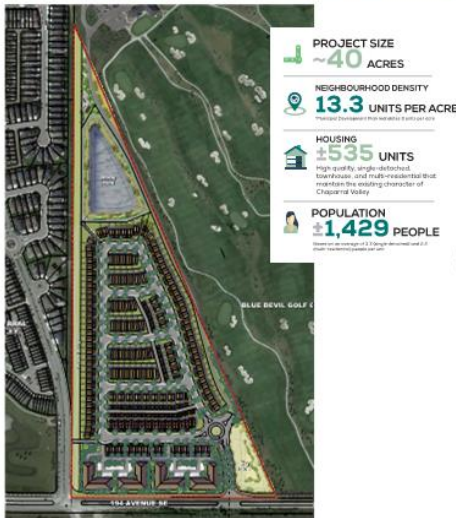 PROJECT SIZE
~40 ACRES
NEIGHBOURHOOD DENSITY
13.3 UNITS PER ACRE
HOUSING
±535 UNITS
High quality, single-detached,
townhouse, and multi-residential that
maintain the existing character of
Chaparral Valley
POPULATION
±1,429 PEOPLE
BLUE DEVIL GOLF C
194 AVENUE SE